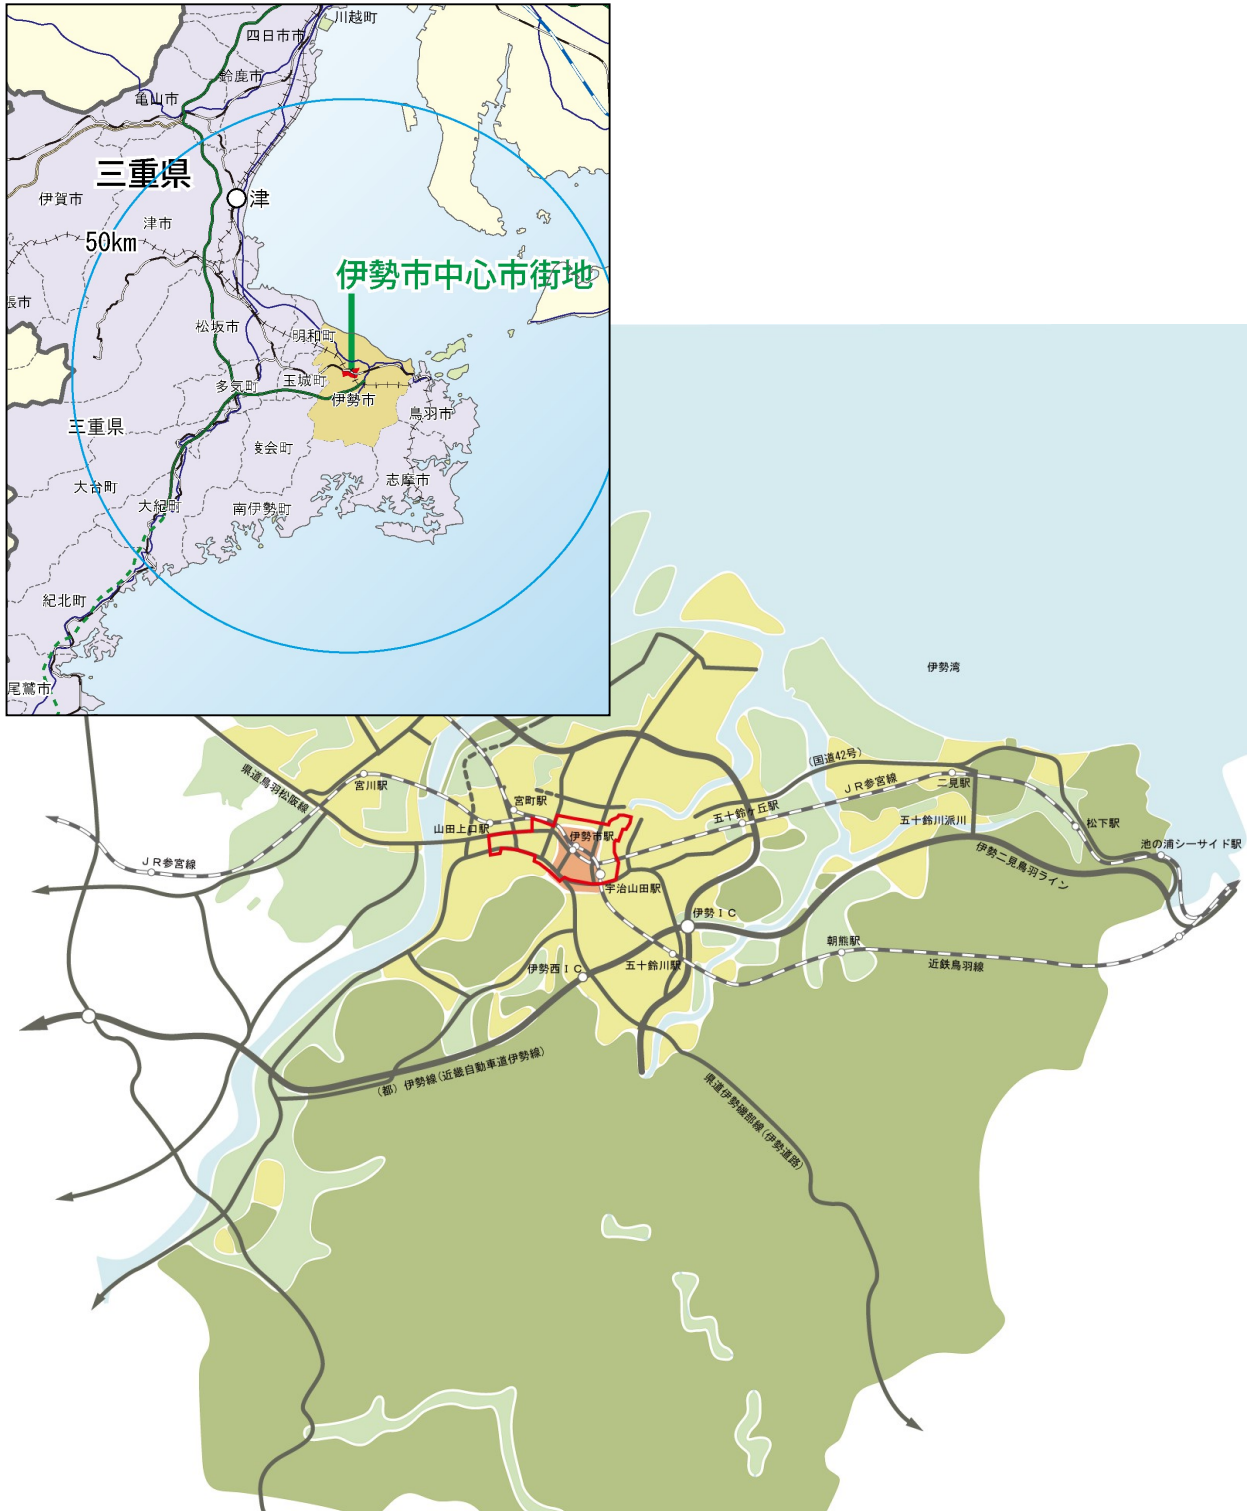 川越町
四日市市
鈴鹿市
亀山市
三重県
伊賀市
津
津市
50km
伊勢市中心市街地
張市
松坂市
明和町
多気町
玉城町
伊勢市
鳥羽市
三重県
度会町
大台町
志摩市
大紀町
南伊勢町
紀北町
尾鷲市
伊勢湾
(国道42号)
県道鳥羽松阪線
宮川駅
JR参宮線
二見駅
宮町駅
五十鈴ヶ丘駅
五十鈴川派川
松下駅
山田上口駅
伊勢市駅
池の浦シーサイド駅
JR参宮線
伊勢二見鳥羽ライン
宇治山田駅
伊勢IC
朝熊駅
伊勢西IC
五十鈴川駅
近鉄鳥羽線
(都)伊勢線(近畿自動車道伊勢線)
県道伊勢磯部線(伊勢道路)